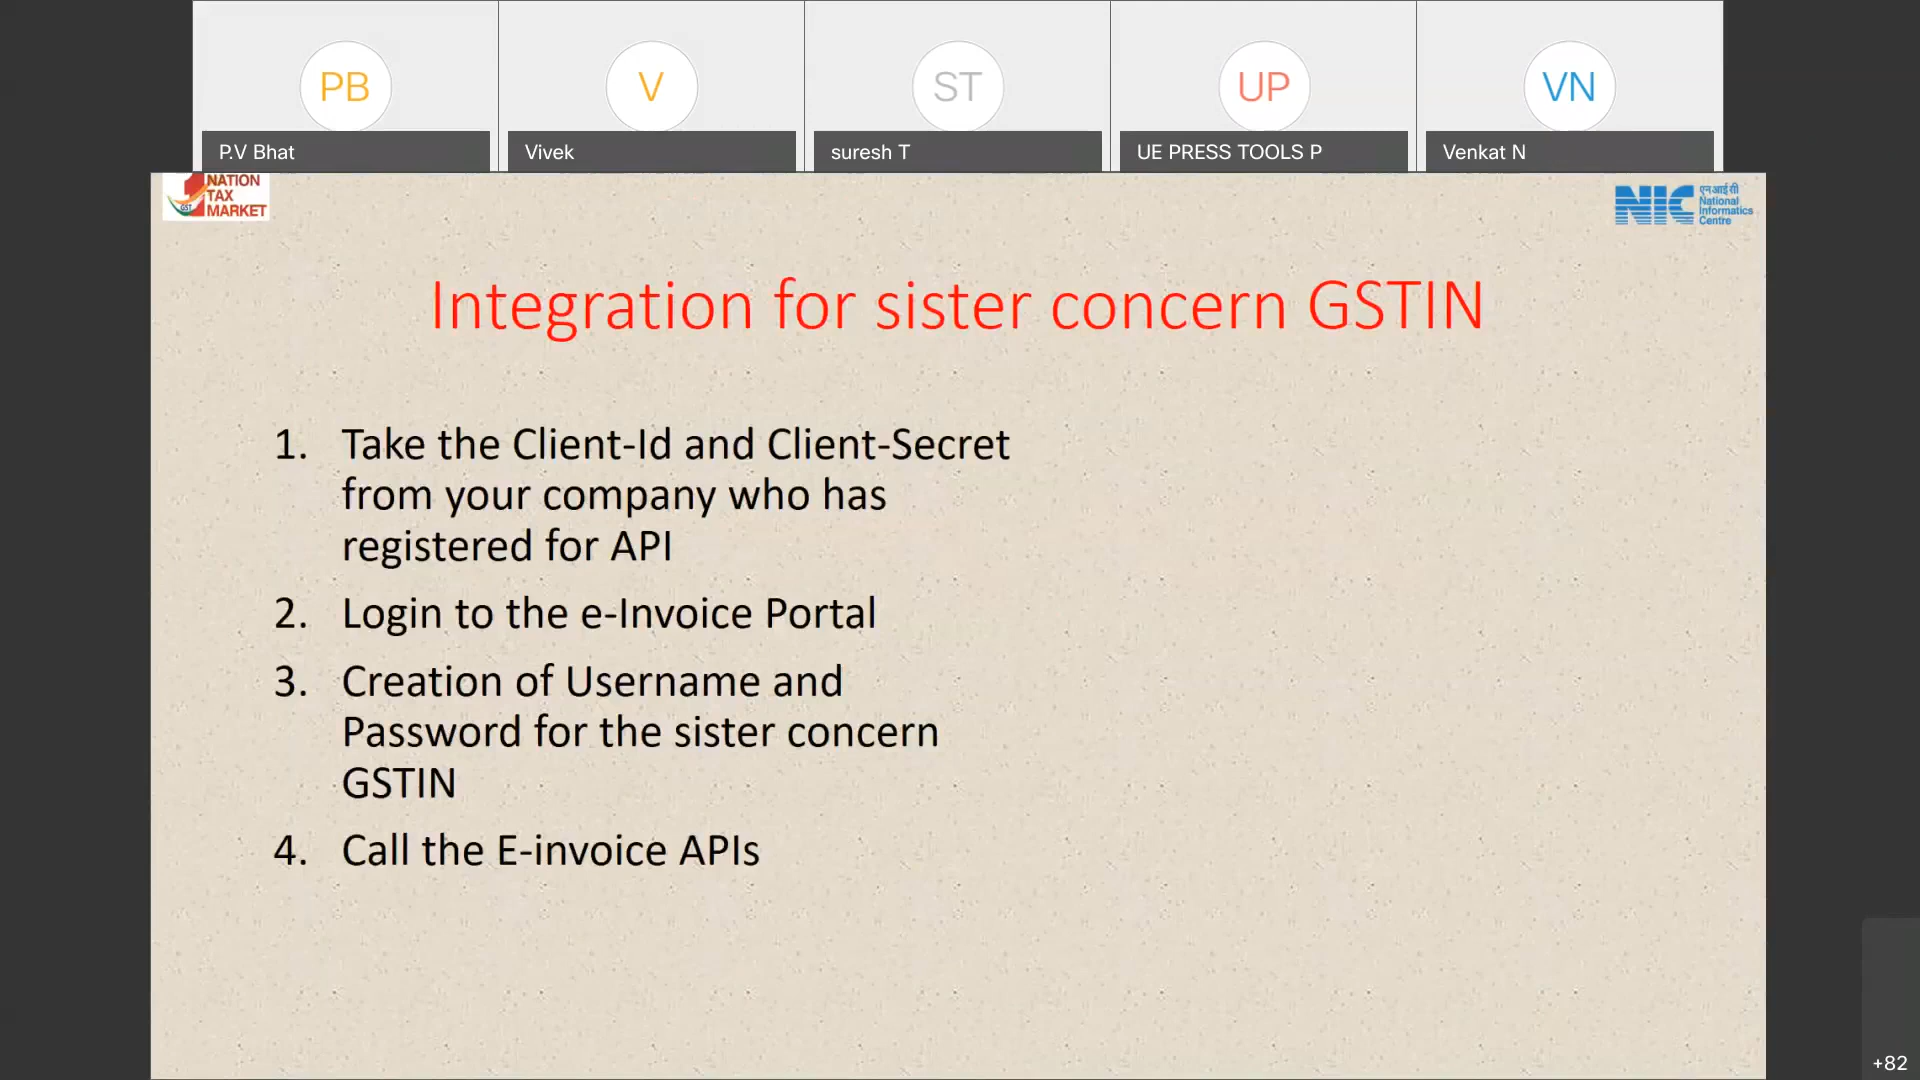 PB
V
ST
UP
VN
P.V Bhat
Vivek
suresh T
UE PRESS TOOLS P
Venkat N
NATION
TAX
MARKET
GST
NIC
एनआईसी
National
Informatics
Centre
Integration for sister concern GSTIN
1. Take the Client-Id and Client-Secret
from your company who has
registered for API
2. Login to the e-Invoice Portal
3. Creation of Username and
Password for the sister concern
GSTIN
4. Call the E-invoice APIs
+82